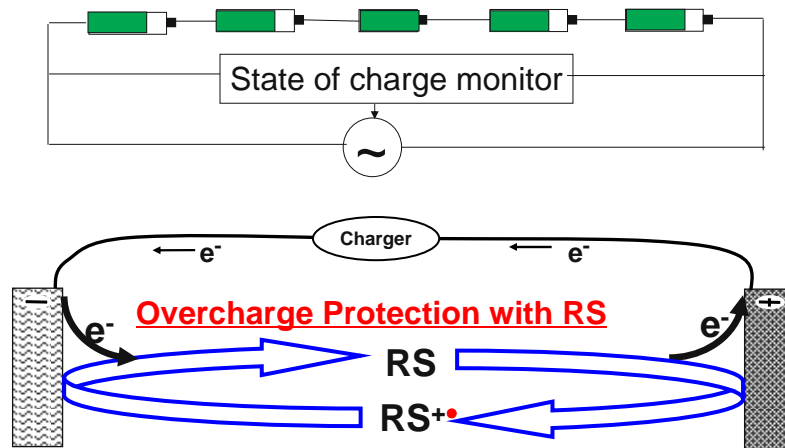 State of charge monitor
~
Charger
e⁻ e⁻
− +
Overcharge Protection with RS
e⁻ e⁻
RS
RS⁺•